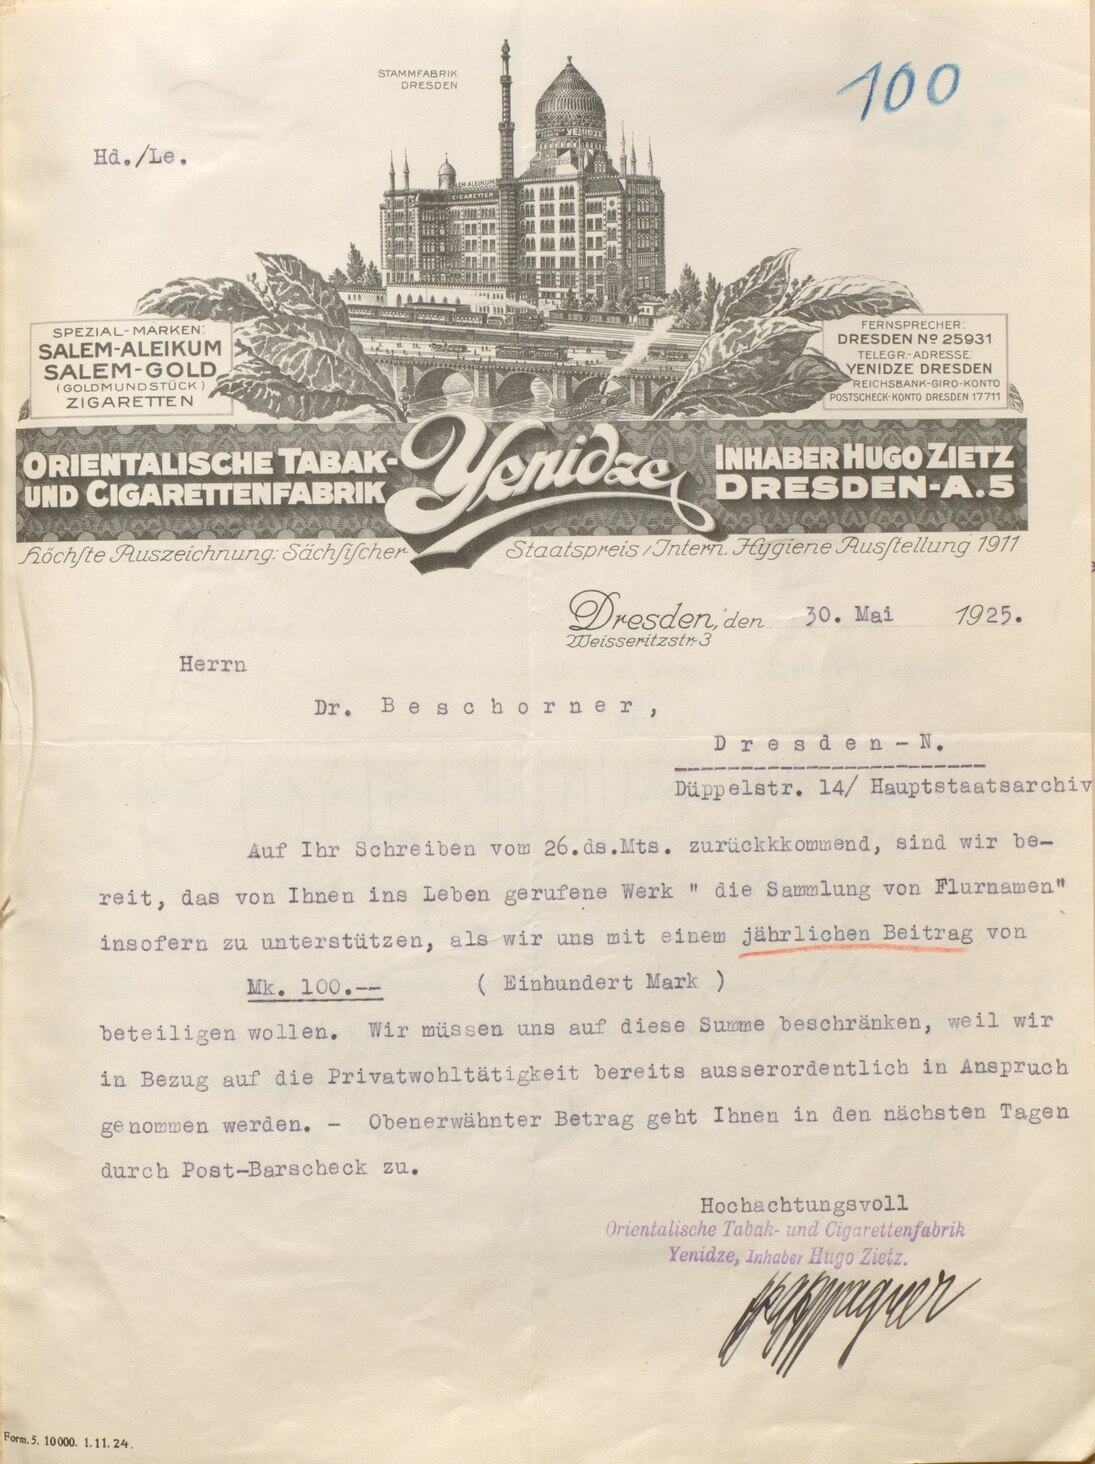 STAMMFABRIK
DRESDEN
100
Hd./Le.
YENIDZE
SALEM ALEIKUM
CIGARETTEN
SPEZIAL-MARKEN:
SALEM-ALEIKUM
SALEM-GOLD
(GOLDMUNDSTÜCK)
ZIGARETTEN
FERNSPRECHER:
DRESDEN No 25931
TELEGR.-ADRESSE:
YENIDZE DRESDEN
REICHSBANK-GIRO-KONTO
POSTSCHECK-KONTO DRESDEN 17711
ORIENTALISCHE TABAK-
UND CIGARETTENFABRIK
Yenidze
INHABER HUGO ZIETZ
DRESDEN-A.5
Höchste Auszeichnung: Sächsischer Staatspreis / Intern. Hygiene Ausstellung 1911
Dresden, den 30. Mai 1925.
Weisseritzstr. 3
Herrn
Dr. Beschorner,
Dresden-N.
Düppelstr. 14/ Hauptstaatsarchiv
Auf Ihr Schreiben vom 26.ds.Mts. zurückkkommend, sind wir be-
reit, das von Ihnen ins Leben gerufene Werk " die Sammlung von Flurnamen"
insofern zu unterstützen, als wir uns mit einem jährlichen Beitrag von
Mk. 100.-- ( Einhundert Mark )
beteiligen wollen. Wir müssen uns auf diese Summe beschränken, weil wir
in Bezug auf die Privatwohltätigkeit bereits ausserordentlich in Anspruch
genommen werden. - Obenerwähnter Betrag geht Ihnen in den nächsten Tagen
durch Post-Barscheck zu.
Hochachtungsvoll
Orientalische Tabak- und Cigarettenfabrik
Yenidze, Inhaber Hugo Zietz.
Form. 5. 10000. 1.11.24.